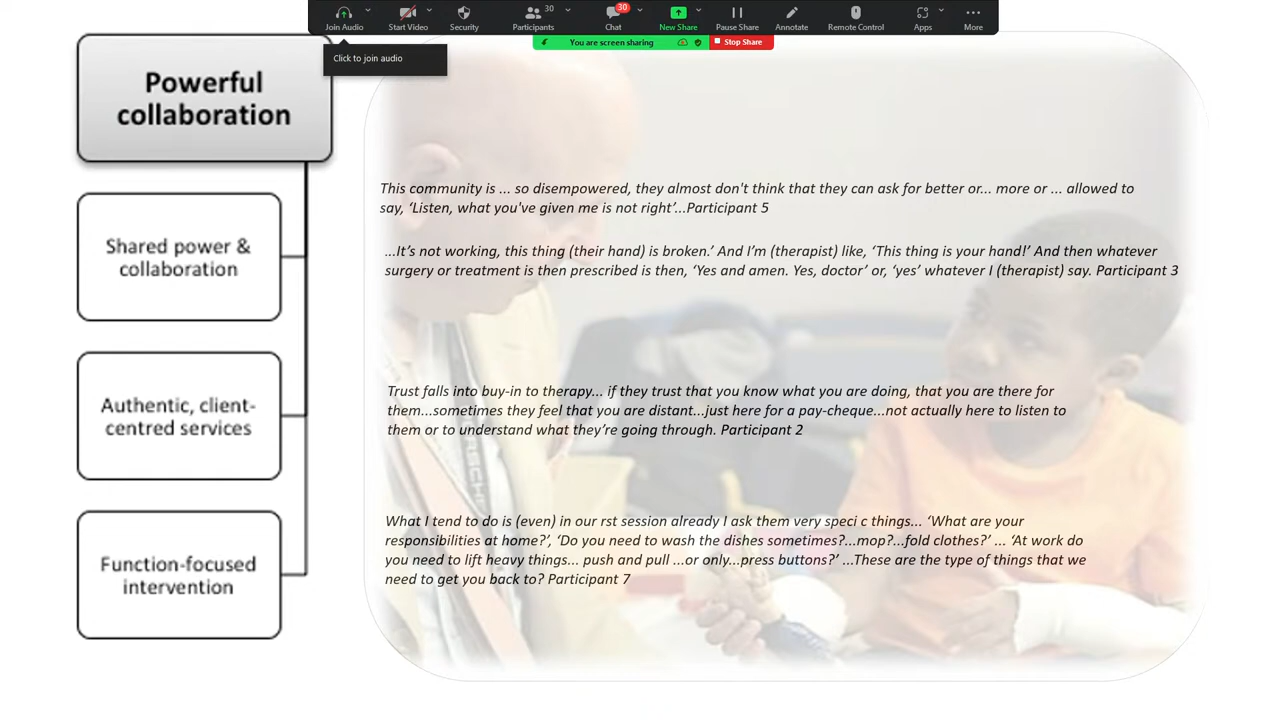 Join Audio
Start Video
Security
Participants
30
Chat
30
New Share
Pause Share
Annotate
Remote Control
Apps
More
You are screen sharing
Stop Share
Click to join audio
Powerful
collaboration
Shared power &
collaboration
Authentic, client-
centred services
Function-focused
intervention
This community is ... so disempowered, they almost don't think that they can ask for better or... more or ... allowed to
say, ‘Listen, what you've given me is not right’...Participant 5
...It’s not working, this thing (their hand) is broken.’ And I’m (therapist) like, ‘This thing is your hand!’ And then whatever
surgery or treatment is then prescribed is then, ‘Yes and amen. Yes, doctor’ or, ‘yes’ whatever I (therapist) say. Participant 3
Trust falls into buy-in to therapy... if they trust that you know what you are doing, that you are there for
them...sometimes they feel that you are distant...just here for a pay-cheque...not actually here to listen to
them or to understand what they’re going through. Participant 2
What I tend to do is (even) in our rst session already I ask them very speci c things... ‘What are your
responsibilities at home?’, ‘Do you need to wash the dishes sometimes?...mop?...fold clothes?’ ... ‘At work do
you need to lift heavy things... push and pull ...or only...press buttons?’ ...These are the type of things that we
need to get you back to? Participant 7